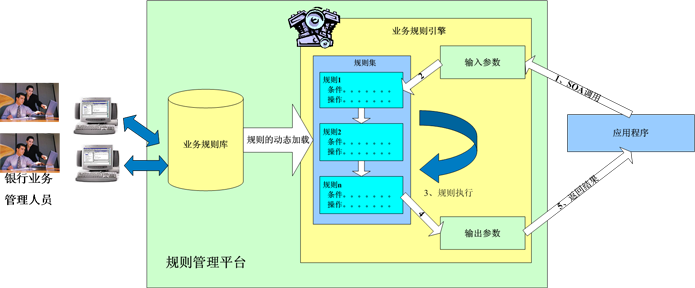 业务规则引擎
规则集
规则1
条件。。。。。。。
操作。。。。。。。
规则2
条件。。。。。。。
操作。。。。。。。
规则n
条件。。。。。。。
操作。。。。。。。
输入参数
2
1、SOA调用
应用程序
业务规则库
规则的动态加载
3、规则执行
银行业务
管理人员
4
输出参数
5、返回结果
规则管理平台